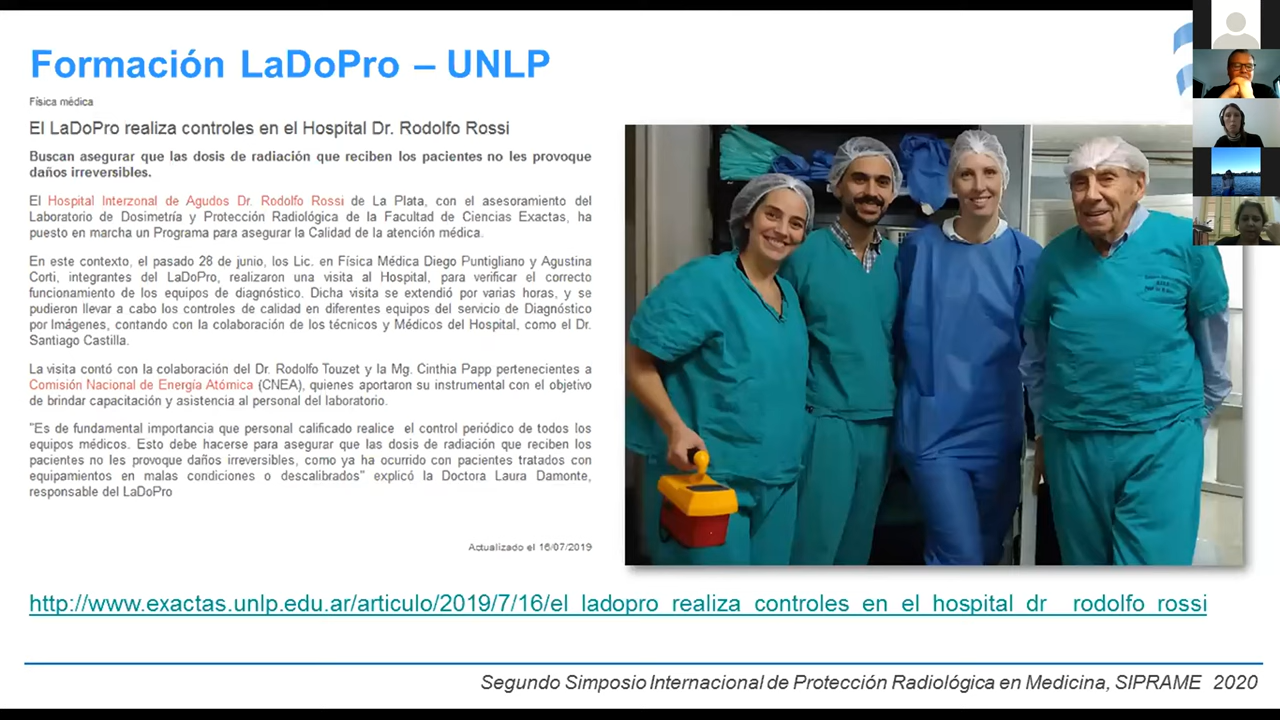 Formación LaDoPro – UNLP
Física médica
El LaDoPro realiza controles en el Hospital Dr. Rodolfo Rossi
Buscan asegurar que las dosis de radiación que reciben los pacientes no les provoque
daños irreversibles.
El Hospital Interzonal de Agudos Dr. Rodolfo Rossi de La Plata, con el asesoramiento del
Laboratorio de Dosimetría y Protección Radiológica de la Facultad de Ciencias Exactas, ha
puesto en marcha un Programa para asegurar la Calidad de la atención médica.
En este contexto, el pasado 28 de junio, los Lic. en Física Médica Diego Puntigliano y Agustina
Corti, integrantes del LaDoPro, realizaron una visita al Hospital, para verificar el correcto
funcionamiento de los equipos de diagnóstico. Dicha visita se extendió por varias horas, y se
pudieron llevar a cabo los controles de calidad en diferentes equipos del servicio de Diagnóstico
por Imágenes, contando con la colaboración de los técnicos y Médicos del Hospital, como el Dr.
Santiago Castilla.
La visita contó con la colaboración del Dr. Rodolfo Touzet y la Mg. Cinthia Papp pertenecientes a
Comisión Nacional de Energía Atómica (CNEA), quienes aportaron su instrumental con el objetivo
de brindar capacitación y asistencia al personal del laboratorio.
"Es de fundamental importancia que personal calificado realice el control periódico de todos los
equipos médicos. Esto debe hacerse para asegurar que las dosis de radiación que reciben los
pacientes no les provoque daños irreversibles, como ya ha ocurrido con pacientes tratados con
equipamientos en malas condiciones o descalibrados" explicó la Doctora Laura Damonte,
responsable del LaDoPro
Actualizado el 16/07/2019
http://www.exactas.unlp.edu.ar/articulo/2019/7/16/el_ladopro_realiza_controles_en_el_hospital_dr__rodolfo_rossi
Segundo Simposio Internacional de Protección Radiológica en Medicina, SIPRAME 2020